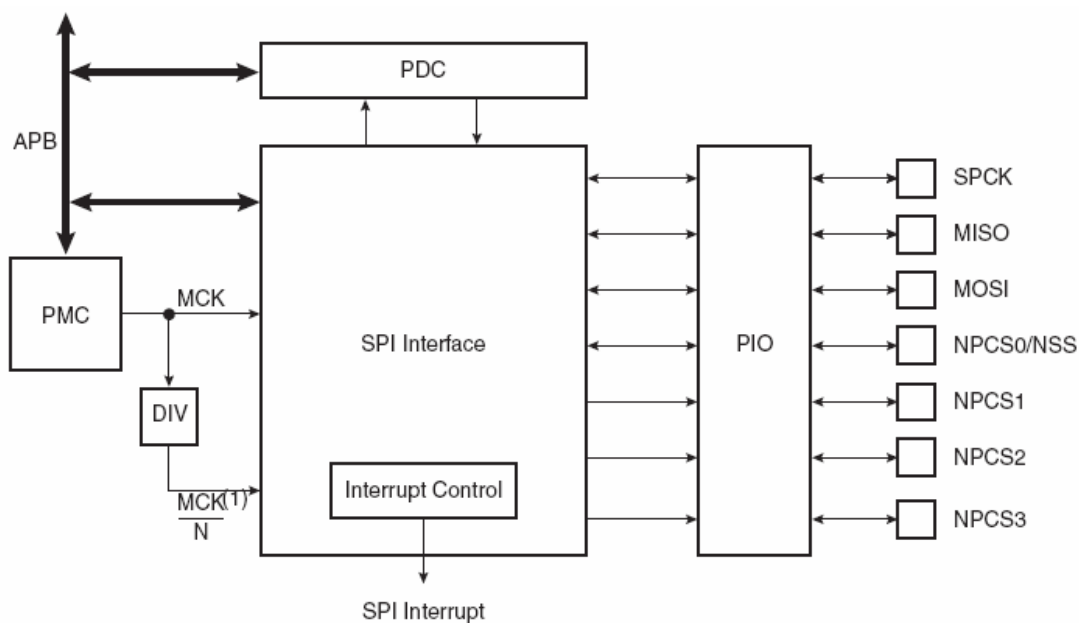 PDC
APB
SPCK
MISO
MCK
MOSI
PMC
SPI Interface
PIO
NPCS0/NSS
DIV
NPCS1
NPCS2
Interrupt Control
MCK(1)
N
NPCS3
SPI Interrupt